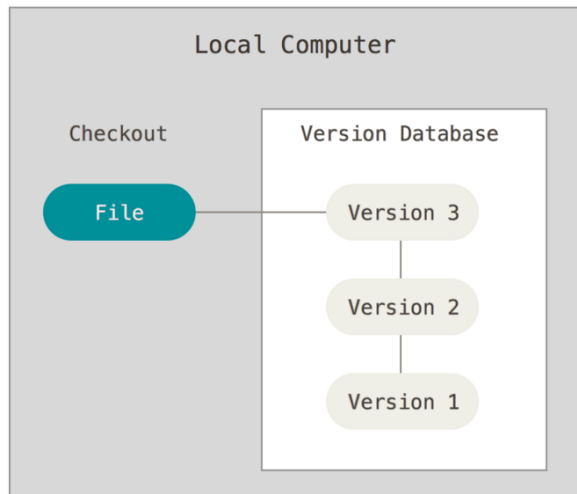 Local Computer
Checkout
Version Database
File
Version 3
Version 2
Version 1